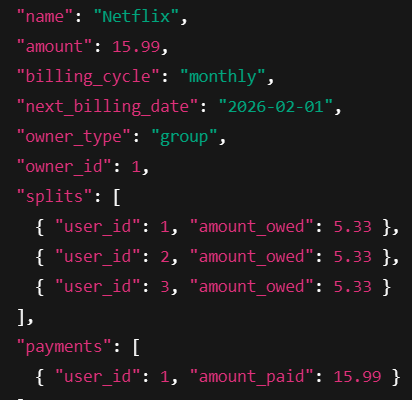 "name": "Netflix",
"amount": 15.99,
"billing_cycle": "monthly",
"next_billing_date": "2026-02-01",
"owner_type": "group",
"owner_id": 1,
"splits": [
{ "user_id": 1, "amount_owed": 5.33 },
{ "user_id": 2, "amount_owed": 5.33 },
{ "user_id": 3, "amount_owed": 5.33 }
],
"payments": [
{ "user_id": 1, "amount_paid": 15.99 }